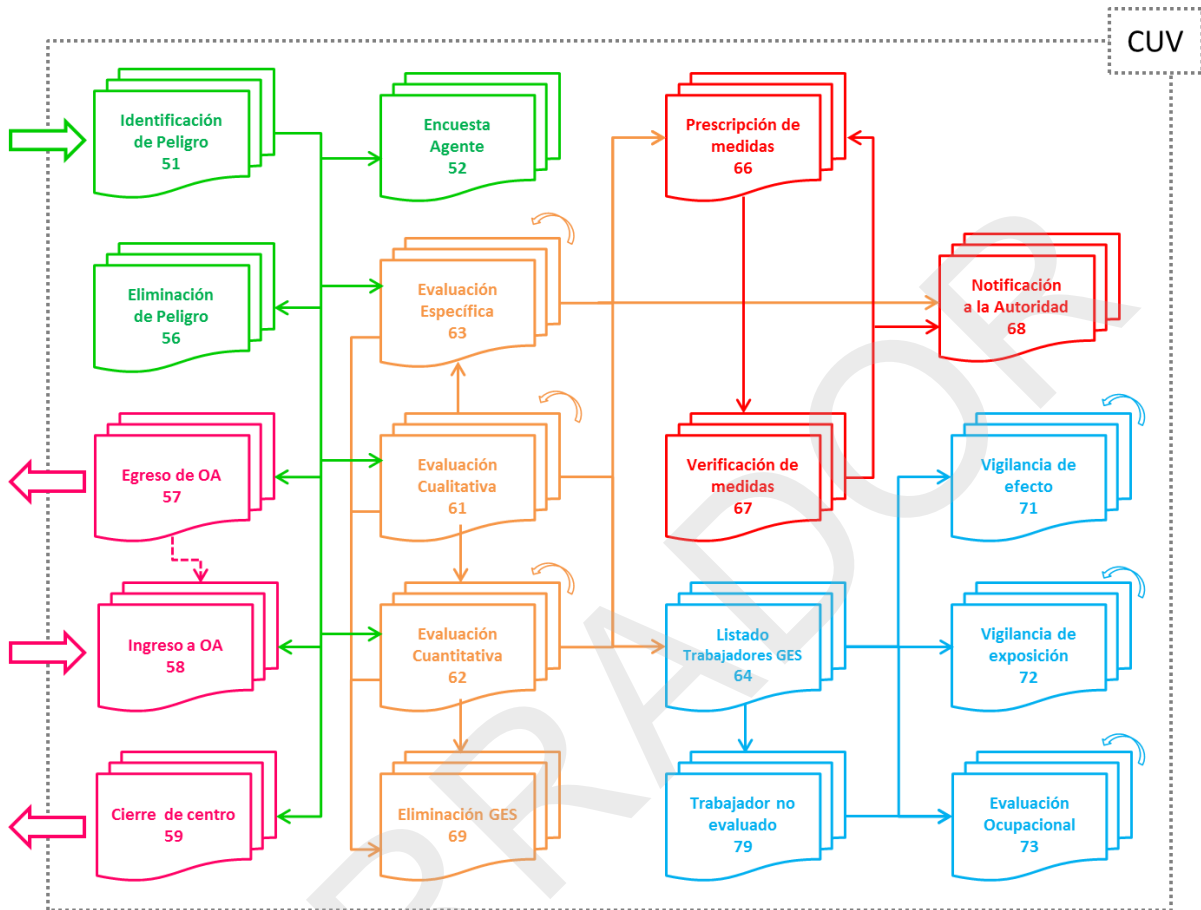 CUV
Identificación
de Peligro
51
Encuesta
Agente
52
Prescripción de
medidas
66
Eliminación
de Peligro
56
Evaluación
Específica
63
Notificación
a la Autoridad
68
Egreso de OA
57
Evaluación
Cualitativa
61
Verificación de
medidas
67
Vigilancia de
efecto
71
Ingreso a OA
58
Evaluación
Cuantitativa
62
Listado
Trabajadores GES
64
Vigilancia de
exposición
72
Cierre de centro
59
Eliminación GES
69
Trabajador no
evaluado
79
Evaluación
Ocupacional
73
PRADOR